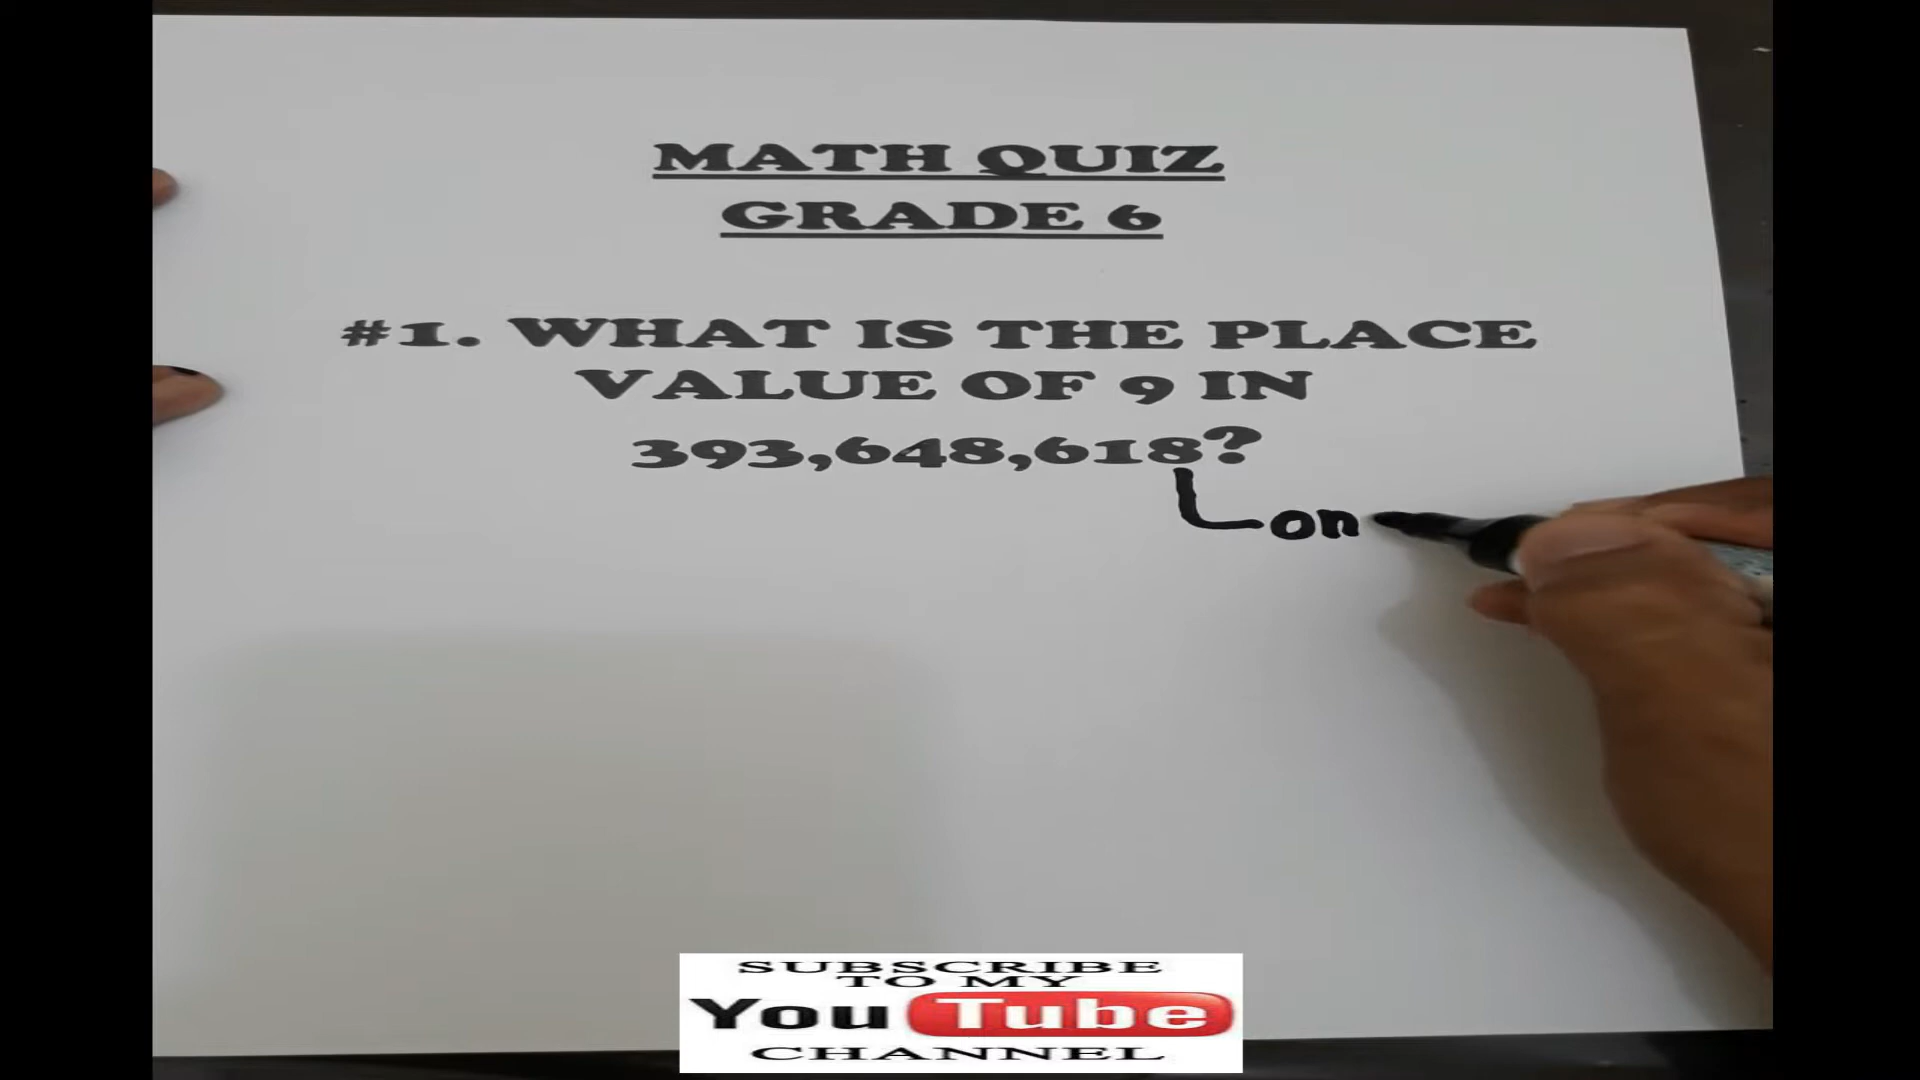 MATH QUIZ
GRADE 6
#1. WHAT IS THE PLACE
VALUE OF 9 IN
393,648,618?
on
SUBSCRIBE
TO MY
YouTube
CHANNEL